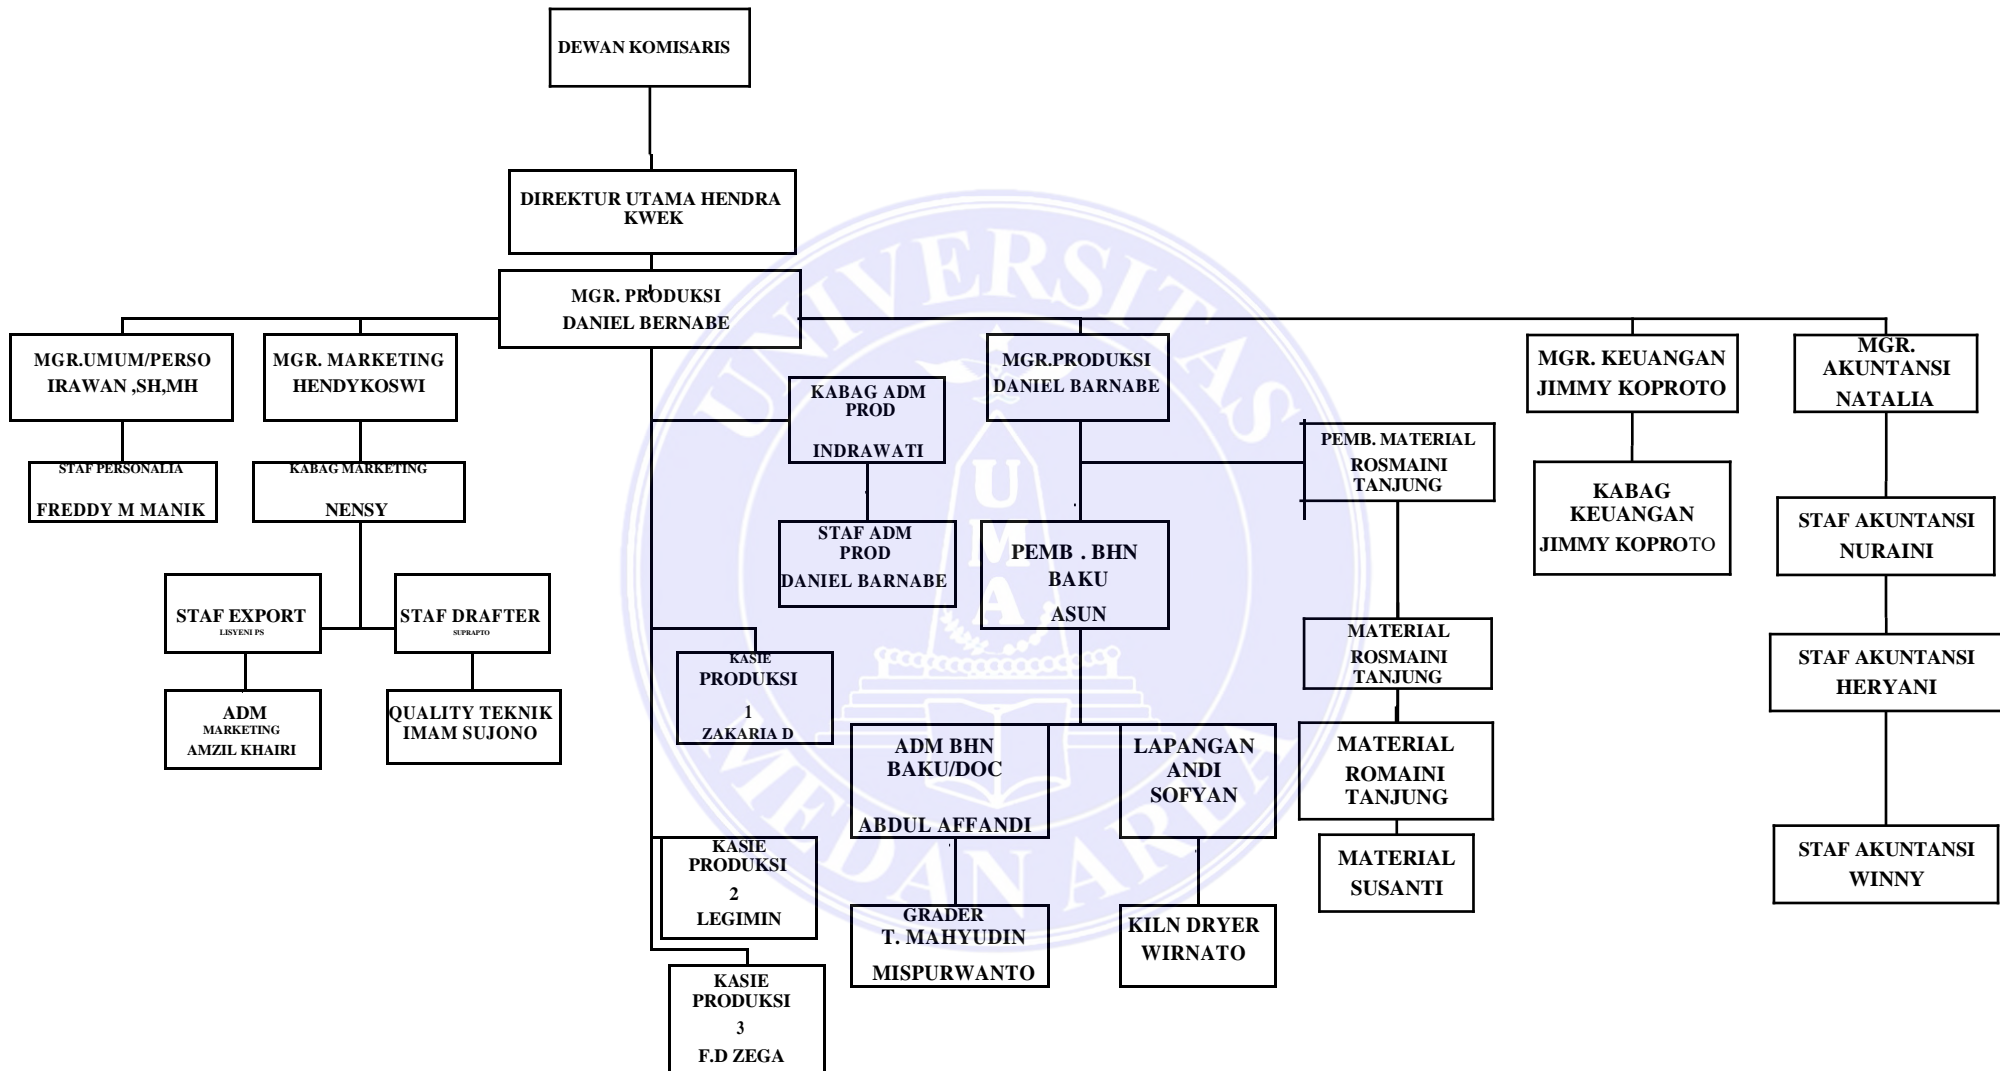 DEWAN KOMISARIS
DIREKTUR UTAMA HENDRA
KWEK
MGR. PRODUKSI
DANIEL BERNABE
MGR.UMUM/PERSO
IRAWAN ,SH,MH
MGR. MARKETING
HENDYKOSWI
MGR.PRODUKSI
DANIEL BARNABE
MGR. KEUANGAN
JIMMY KOPROTO
MGR.
AKUNTANSI
NATALIA
KABAG ADM
PROD
INDRAWATI
STAF PERSONALIA
FREDDY M MANIK
KABAG MARKETING
NENSY
PEMB. MATERIAL
ROSMAINI
TANJUNG
KABAG
KEUANGAN
JIMMY KOPROTO
STAF AKUNTANSI
NURAINI
STAF ADM
PROD
DANIEL BARNABE
PEMB . BHN
BAKU
ASUN
STAF EXPORT
LISYENI PS
STAF DRAFTER
SUPRAPTO
MATERIAL
ROSMAINI
TANJUNG
STAF AKUNTANSI
HERYANI
KASIE
PRODUKSI
1
ZAKARIA D
ADM
MARKETING
AMZIL KHAIRI
QUALITY TEKNIK
IMAM SUJONO
ADM BHN
BAKU/DOC
ABDUL AFFANDI
LAPANGAN
ANDI
SOFYAN
MATERIAL
ROMAINI
TANJUNG
STAF AKUNTANSI
WINNY
KASIE
PRODUKSI
2
LEGIMIN
MATERIAL
SUSANTI
GRADER
T. MAHYUDIN
MISPURWANTO
KILN DRYER
WIRNATO
KASIE
PRODUKSI
3
F.D ZEGA
UNIVERSITAS
UMA
MEDAN AREA